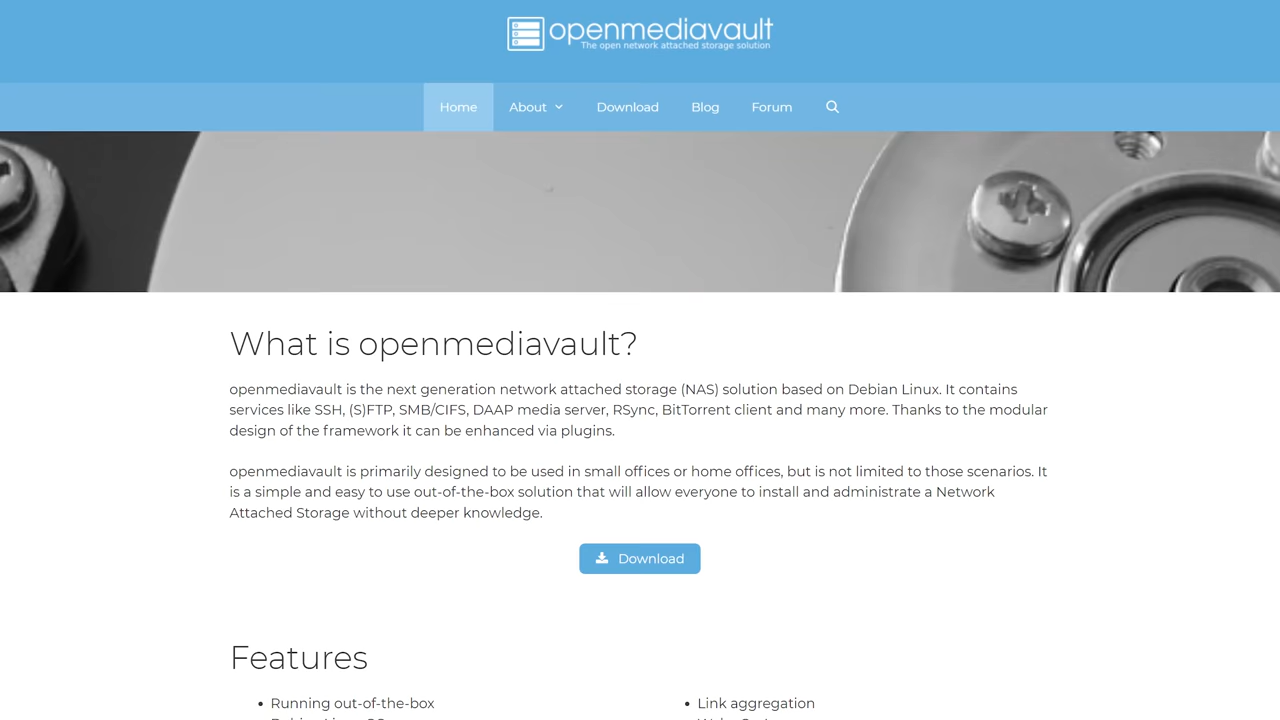 openmediavault
The open network attached storage solution
Home About Download Blog Forum
What is openmediavault?
openmediavault is the next generation network attached storage (NAS) solution based on Debian Linux. It contains
services like SSH, (S)FTP, SMB/CIFS, DAAP media server, RSync, BitTorrent client and many more. Thanks to the modular
design of the framework it can be enhanced via plugins.
openmediavault is primarily designed to be used in small offices or home offices, but is not limited to those scenarios. It
is a simple and easy to use out-of-the-box solution that will allow everyone to install and administrate a Network
Attached Storage without deeper knowledge.
Download
Features
• Running out-of-the-box
• Link aggregation